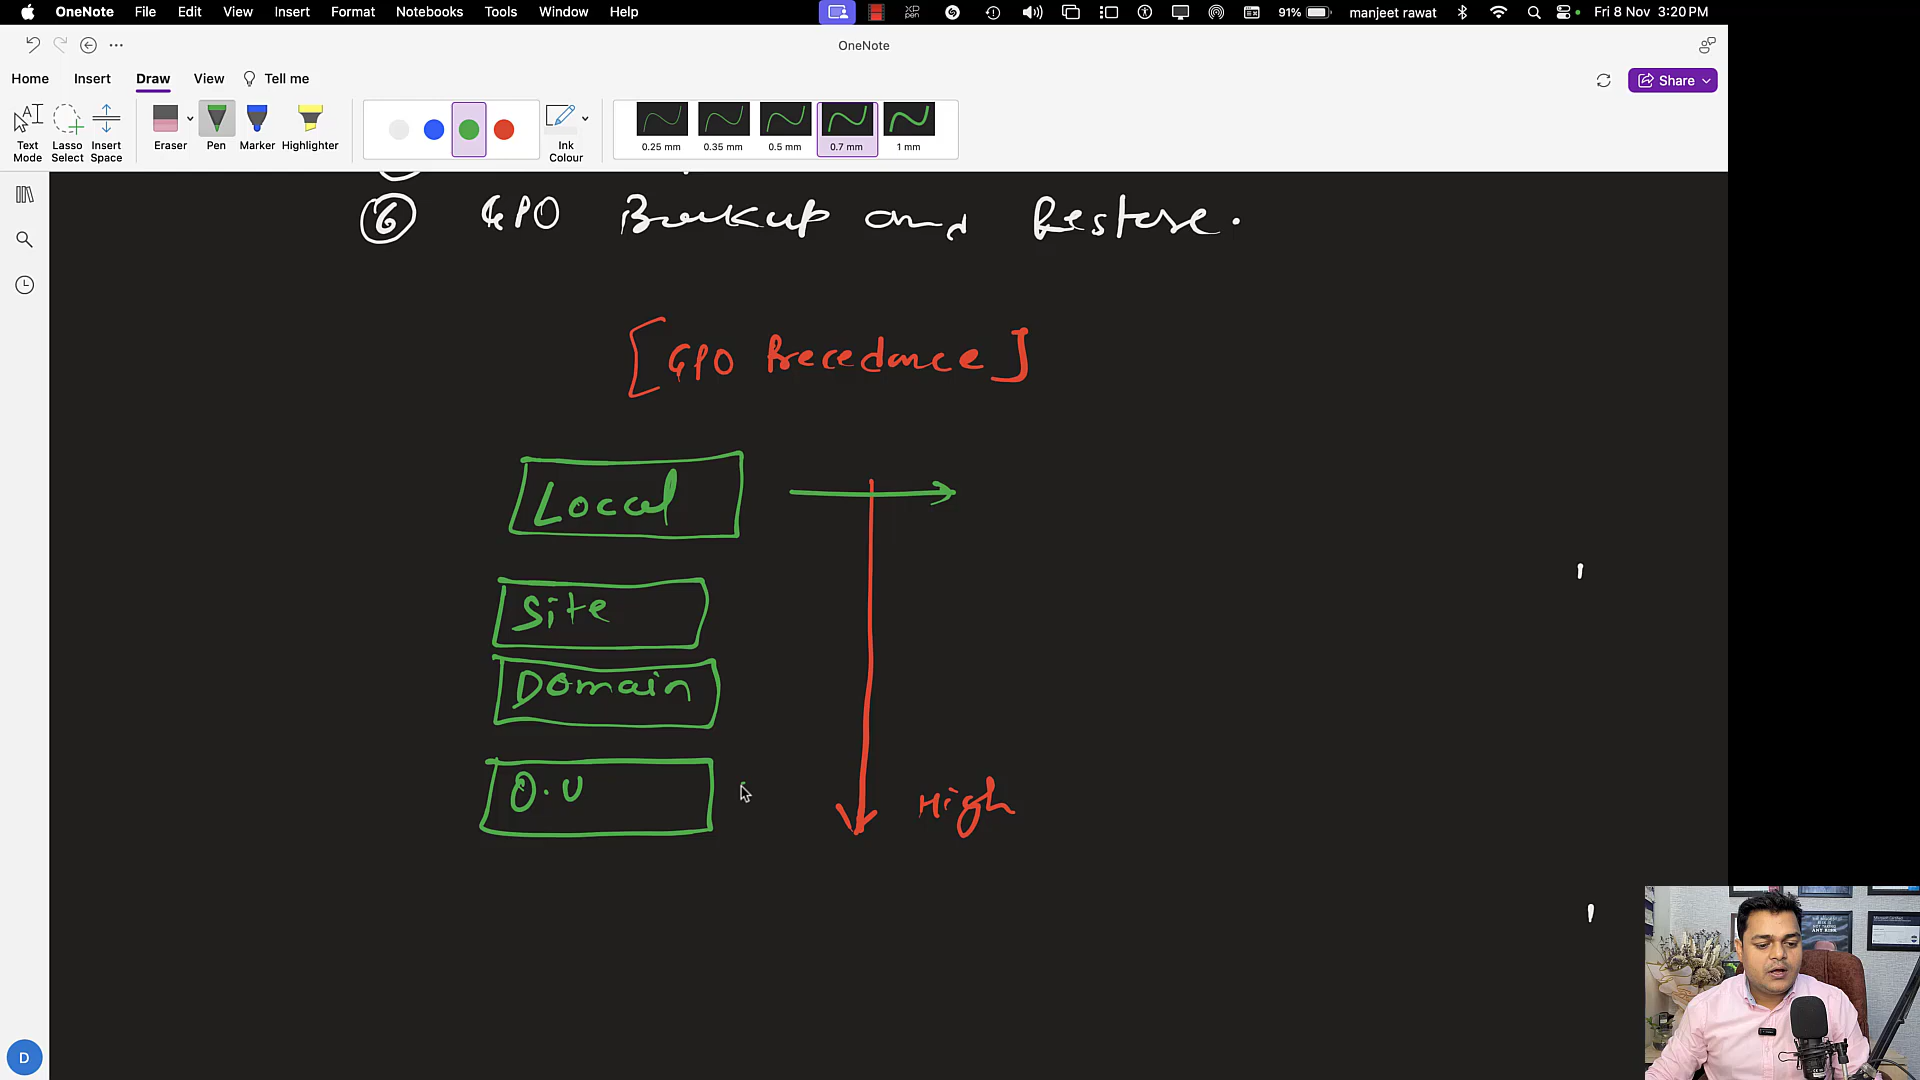 OneNote File Edit View Insert Format Notebooks Tools Window Help XP pen 91% manjeet rawat Fri 8 Nov 3:20 PM
OneNote
Home Insert Draw View Tell me Share
Text Mode Lasso Select Insert Space Eraser Pen Marker Highlighter Ink Colour 0.25 mm 0.35 mm 0.5 mm 0.7 mm 1 mm
6 GPO Backup and Restore.
[GPO Precedance]
Local
Site
Domain
O.U
High
D